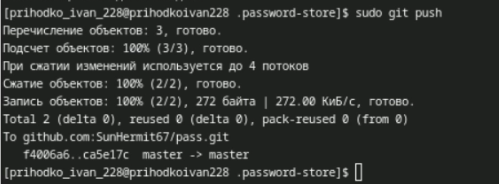 [prihodko_ivan_228@prihodkoivan228 .password-store]$ sudo git push
Перечисление объектов: 3, готово.
Подсчет объектов: 100% (3/3), готово.
При сжатии изменений используется до 4 потоков
Сжатие объектов: 100% (2/2), готово.
Запись объектов: 100% (2/2), 272 байта | 272.00 КиБ/с, готово.
Total 2 (delta 0), reused 0 (delta 0), pack-reused 0 (from 0)
To github.com:SunHermit67/pass.git
   f4006a6..ca5e17c  master -> master
[prihodko_ivan_228@prihodkoivan228 .password-store]$